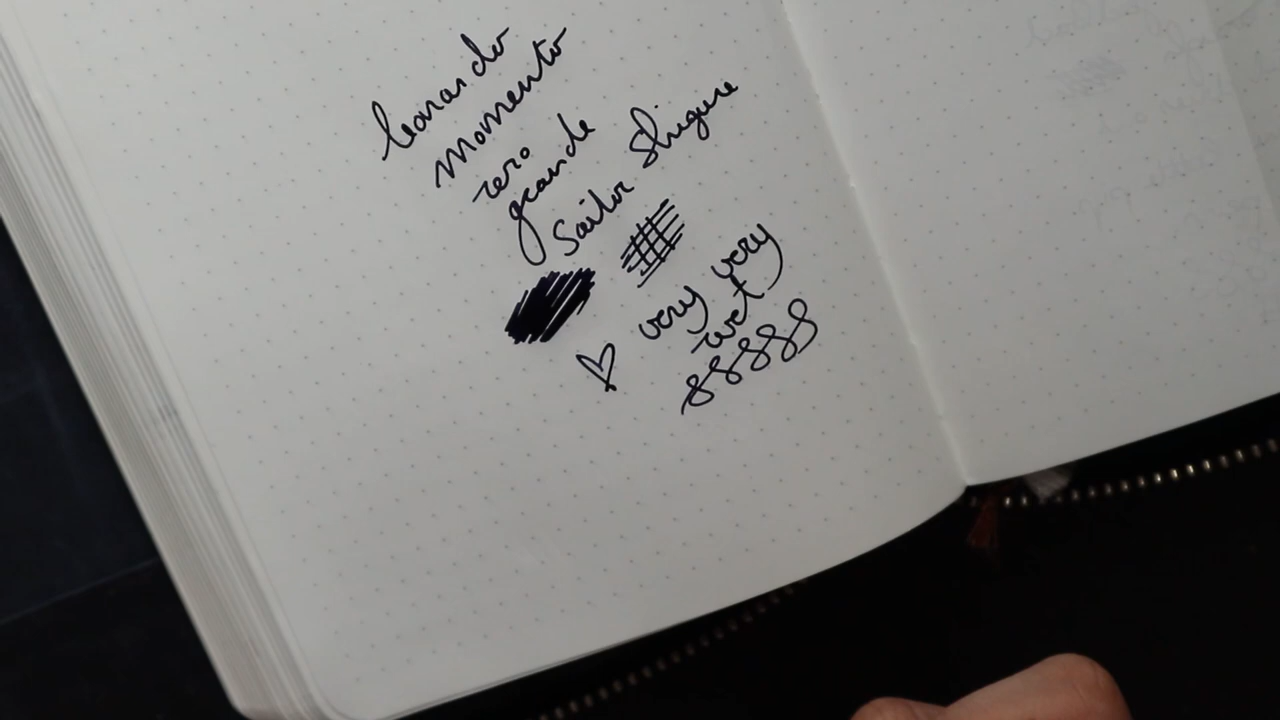 Leonardo
momento
zero
grande
Sailor Shigure
very very
wet